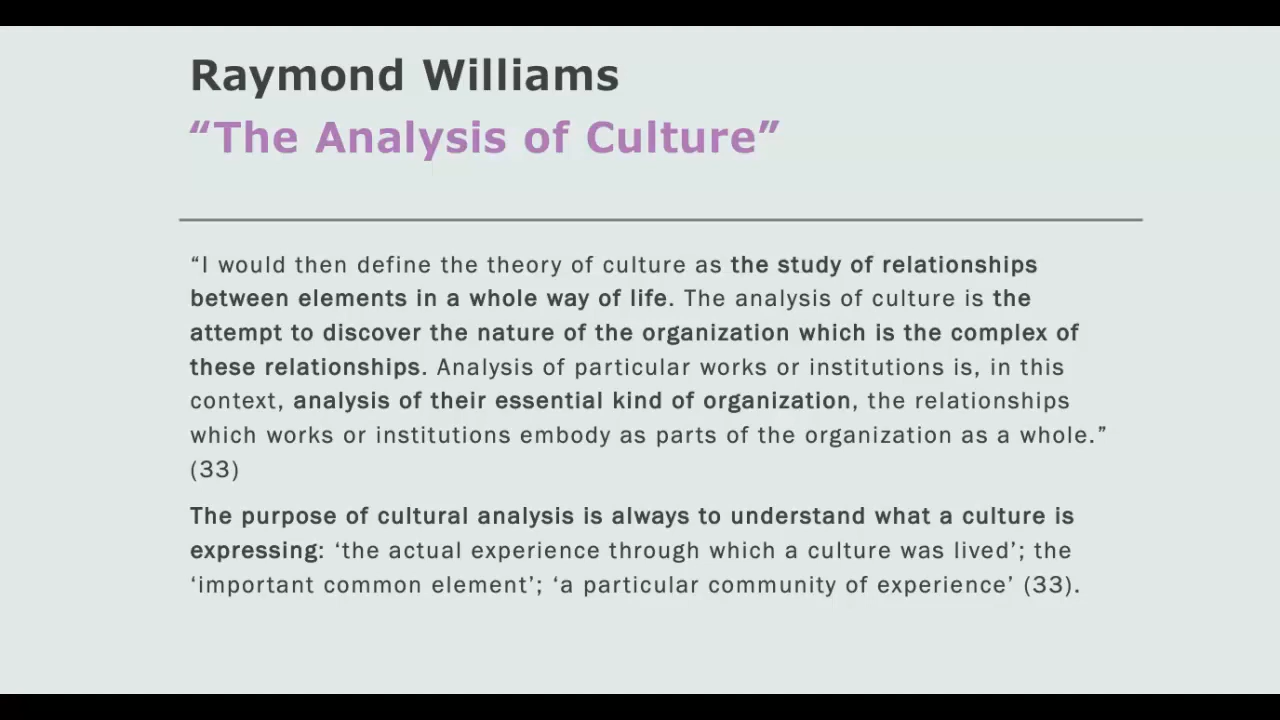 Raymond Williams
“The Analysis of Culture”
“I would then define the theory of culture as the study of relationships
between elements in a whole way of life. The analysis of culture is the
attempt to discover the nature of the organization which is the complex of
these relationships. Analysis of particular works or institutions is, in this
context, analysis of their essential kind of organization, the relationships
which works or institutions embody as parts of the organization as a whole.”
(33)
The purpose of cultural analysis is always to understand what a culture is
expressing: ‘the actual experience through which a culture was lived’; the
‘important common element’; ‘a particular community of experience’ (33).